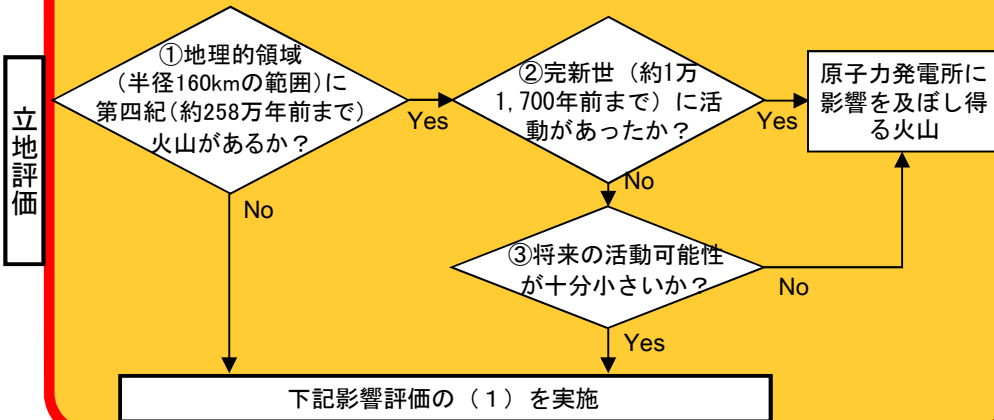 立地評価
①地理的領域
（半径160kmの範囲）に
第四紀（約258万年前まで）
火山があるか？
Yes
No
②完新世（約1万
1,700年前まで）に活
動があったか？
Yes
No
原子力発電所に
影響を及ぼし得
る火山
③将来の活動可能性
が十分小さいか？
No
Yes
下記影響評価の（１）を実施